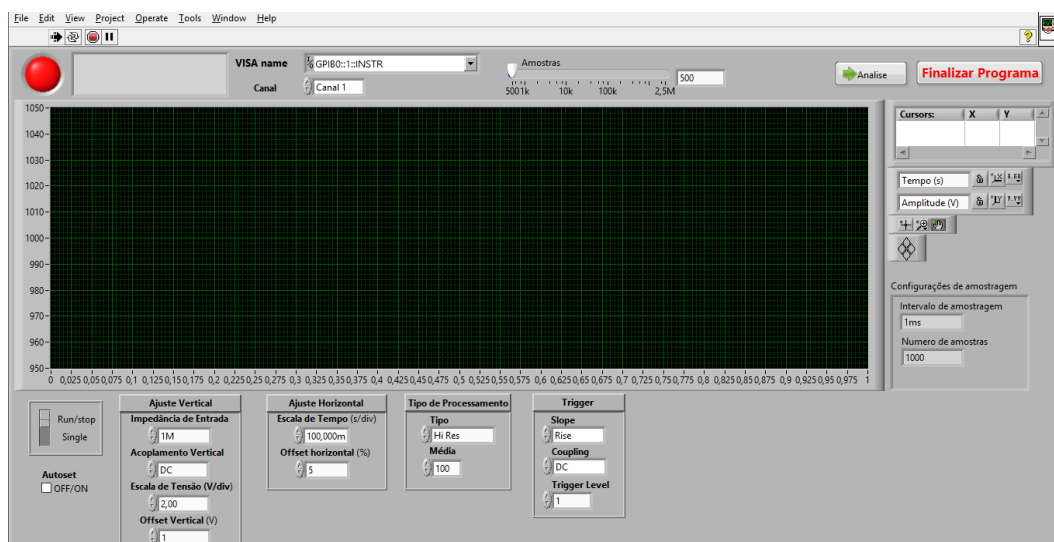 File Edit View Project Operate Tools Window Help
VISA name GPIB0::1::INSTR
Canal Canal 1
Amostras
500 1k 10k 100k 2,5M
500
Analise
Finalizar Programa
1050
1040
1030
1020
1010
1000
990
980
970
960
950
0 0,025 0,05 0,075 0,1 0,125 0,15 0,175 0,2 0,225 0,25 0,275 0,3 0,325 0,35 0,375 0,4 0,425 0,45 0,475 0,5 0,525 0,55 0,575 0,6 0,625 0,65 0,675 0,7 0,725 0,75 0,775 0,8 0,825 0,85 0,875 0,9 0,925 0,95 0,975 1
Cursors: X Y
Tempo (s)
Amplitude (V)
Configurações de amostragem
Intervalo de amostragem
1ms
Numero de amostras
1000
Run/stop
Single
Autoset
OFF/ON
Ajuste Vertical
Impedância de Entrada
1M
Acoplamento Vertical
DC
Escala de Tensão (V/div)
2,00
Offset Vertical (V)
1
Ajuste Horizontal
Escala de Tempo (s/div)
100,000m
Offset horizontal (%)
5
Tipo de Processamento
Tipo
Hi Res
Média
100
Trigger
Slope
Rise
Coupling
DC
Trigger Level
1